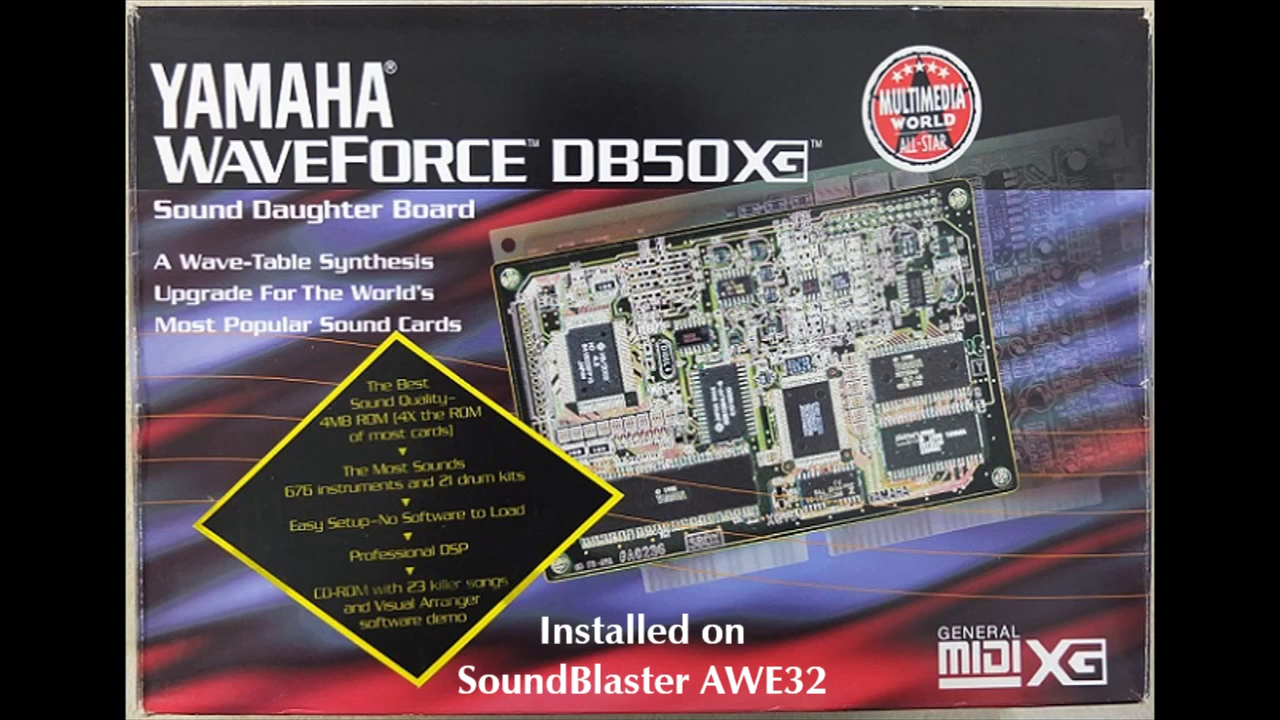 YAMAHA®
WAVEFORCE™ DB50XG™
Sound Daughter Board
A Wave-Table Synthesis
Upgrade For The World's
Most Popular Sound Cards
MULTIMEDIA
WORLD
ALL-STAR
The Best
Sound Quality–
4MB ROM (4X the ROM
of most cards)
The Most Sounds
676 instruments and 21 drum kits
Easy Setup–No Software to Load
Professional DSP
CD-ROM with 23 killer songs
and Visual Arranger
software demo
YAMAHA
Installed on
SoundBlaster AWE32
GENERAL
MIDI XG